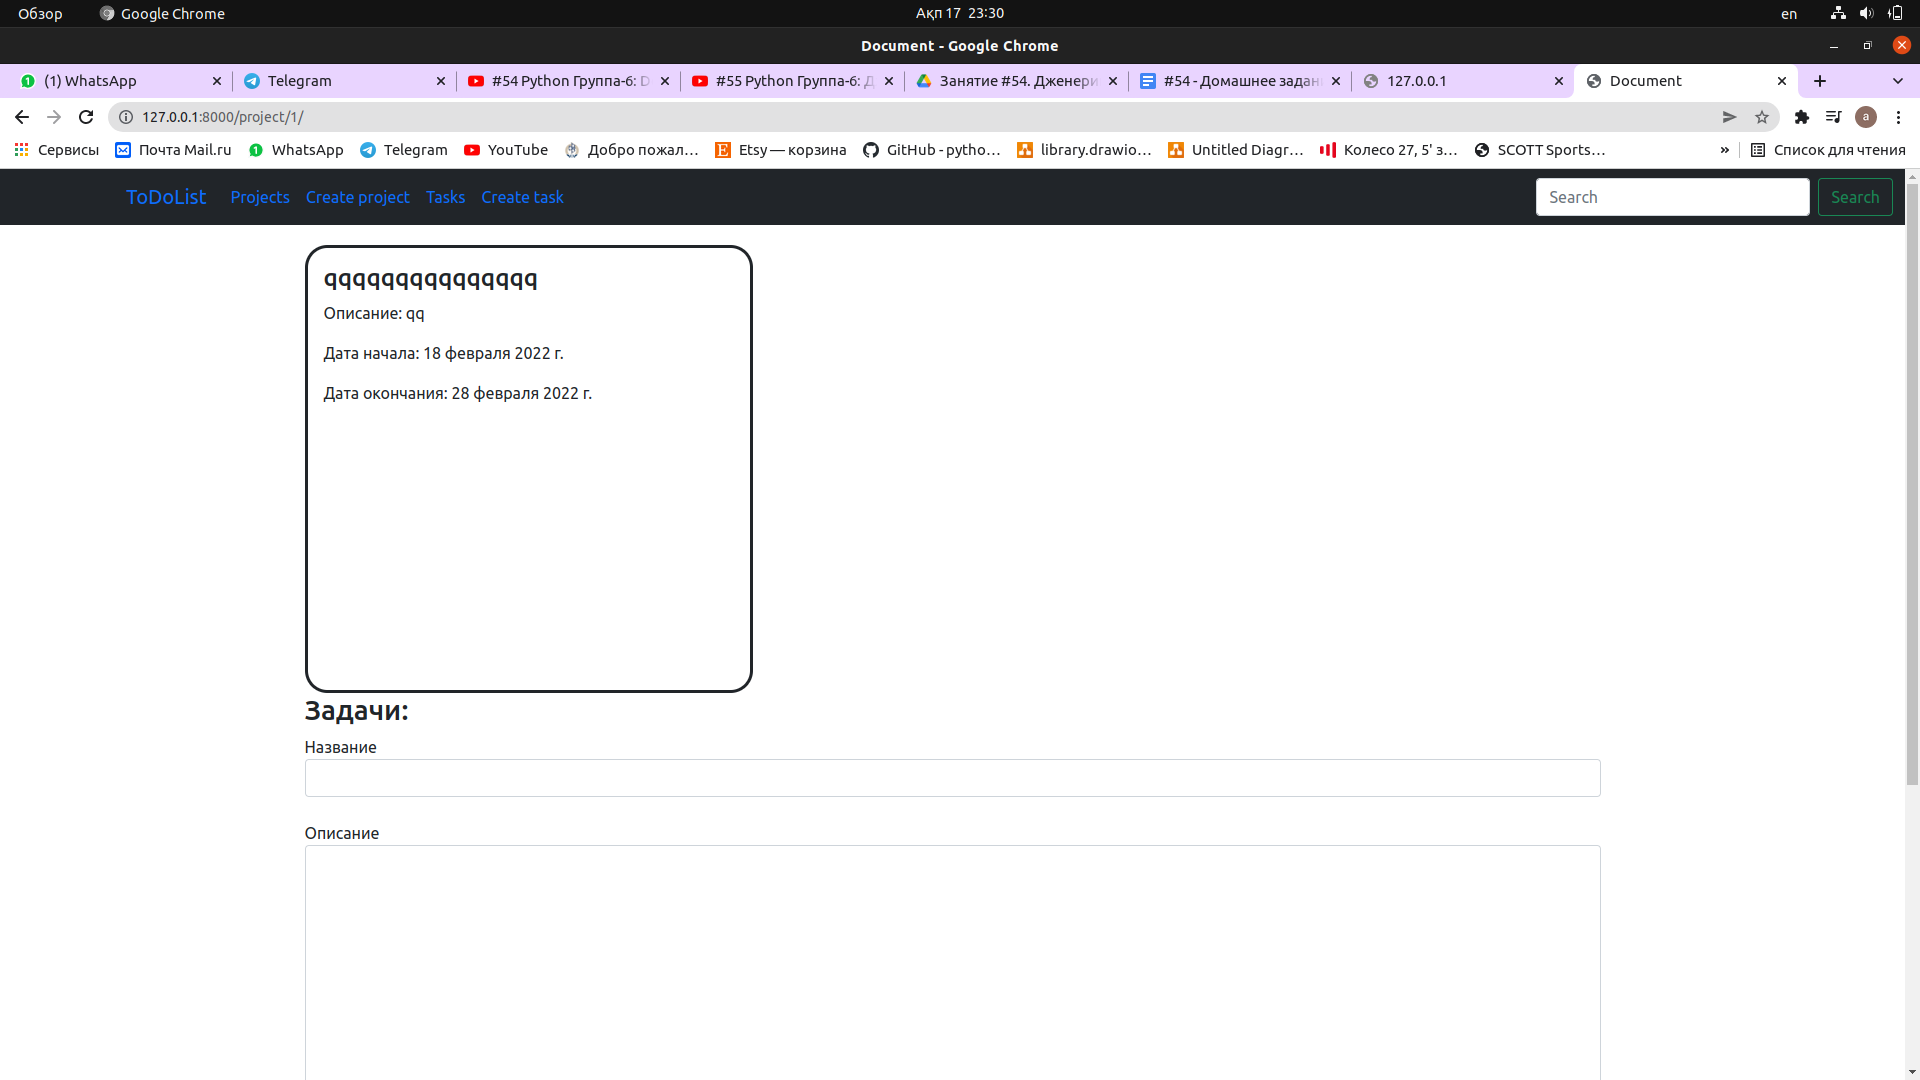 Обзор
Google Chrome
Ақп 17 23:30
en
Document - Google Chrome
(1) WhatsApp
Telegram
#54 Python Группа-6: D
#55 Python Группа-6: Д
Занятие #54. Дженери
#54 - Домашнее задан
127.0.0.1
Document
127.0.0.1:8000/project/1/
a
Сервисы
Почта Mail.ru
WhatsApp
Telegram
YouTube
Добро пожал...
Etsy — корзина
GitHub - pytho...
library.drawio...
Untitled Diagr...
Колесо 27, 5' з...
SCOTT Sports...
»
Список для чтения
ToDoList
Projects
Create project
Tasks
Create task
Search
Search
qqqqqqqqqqqqqqq
Описание: qq
Дата начала: 18 февраля 2022 г.
Дата окончания: 28 февраля 2022 г.
Задачи:
Название
Описание